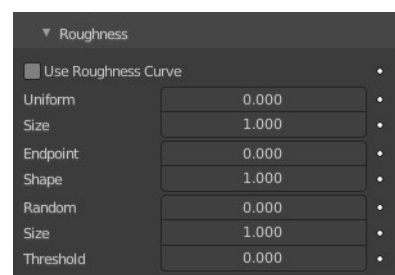 Roughness
Use Roughness Curve
Uniform 0.000
Size 1.000
Endpoint 0.000
Shape 1.000
Random 0.000
Size 1.000
Threshold 0.000